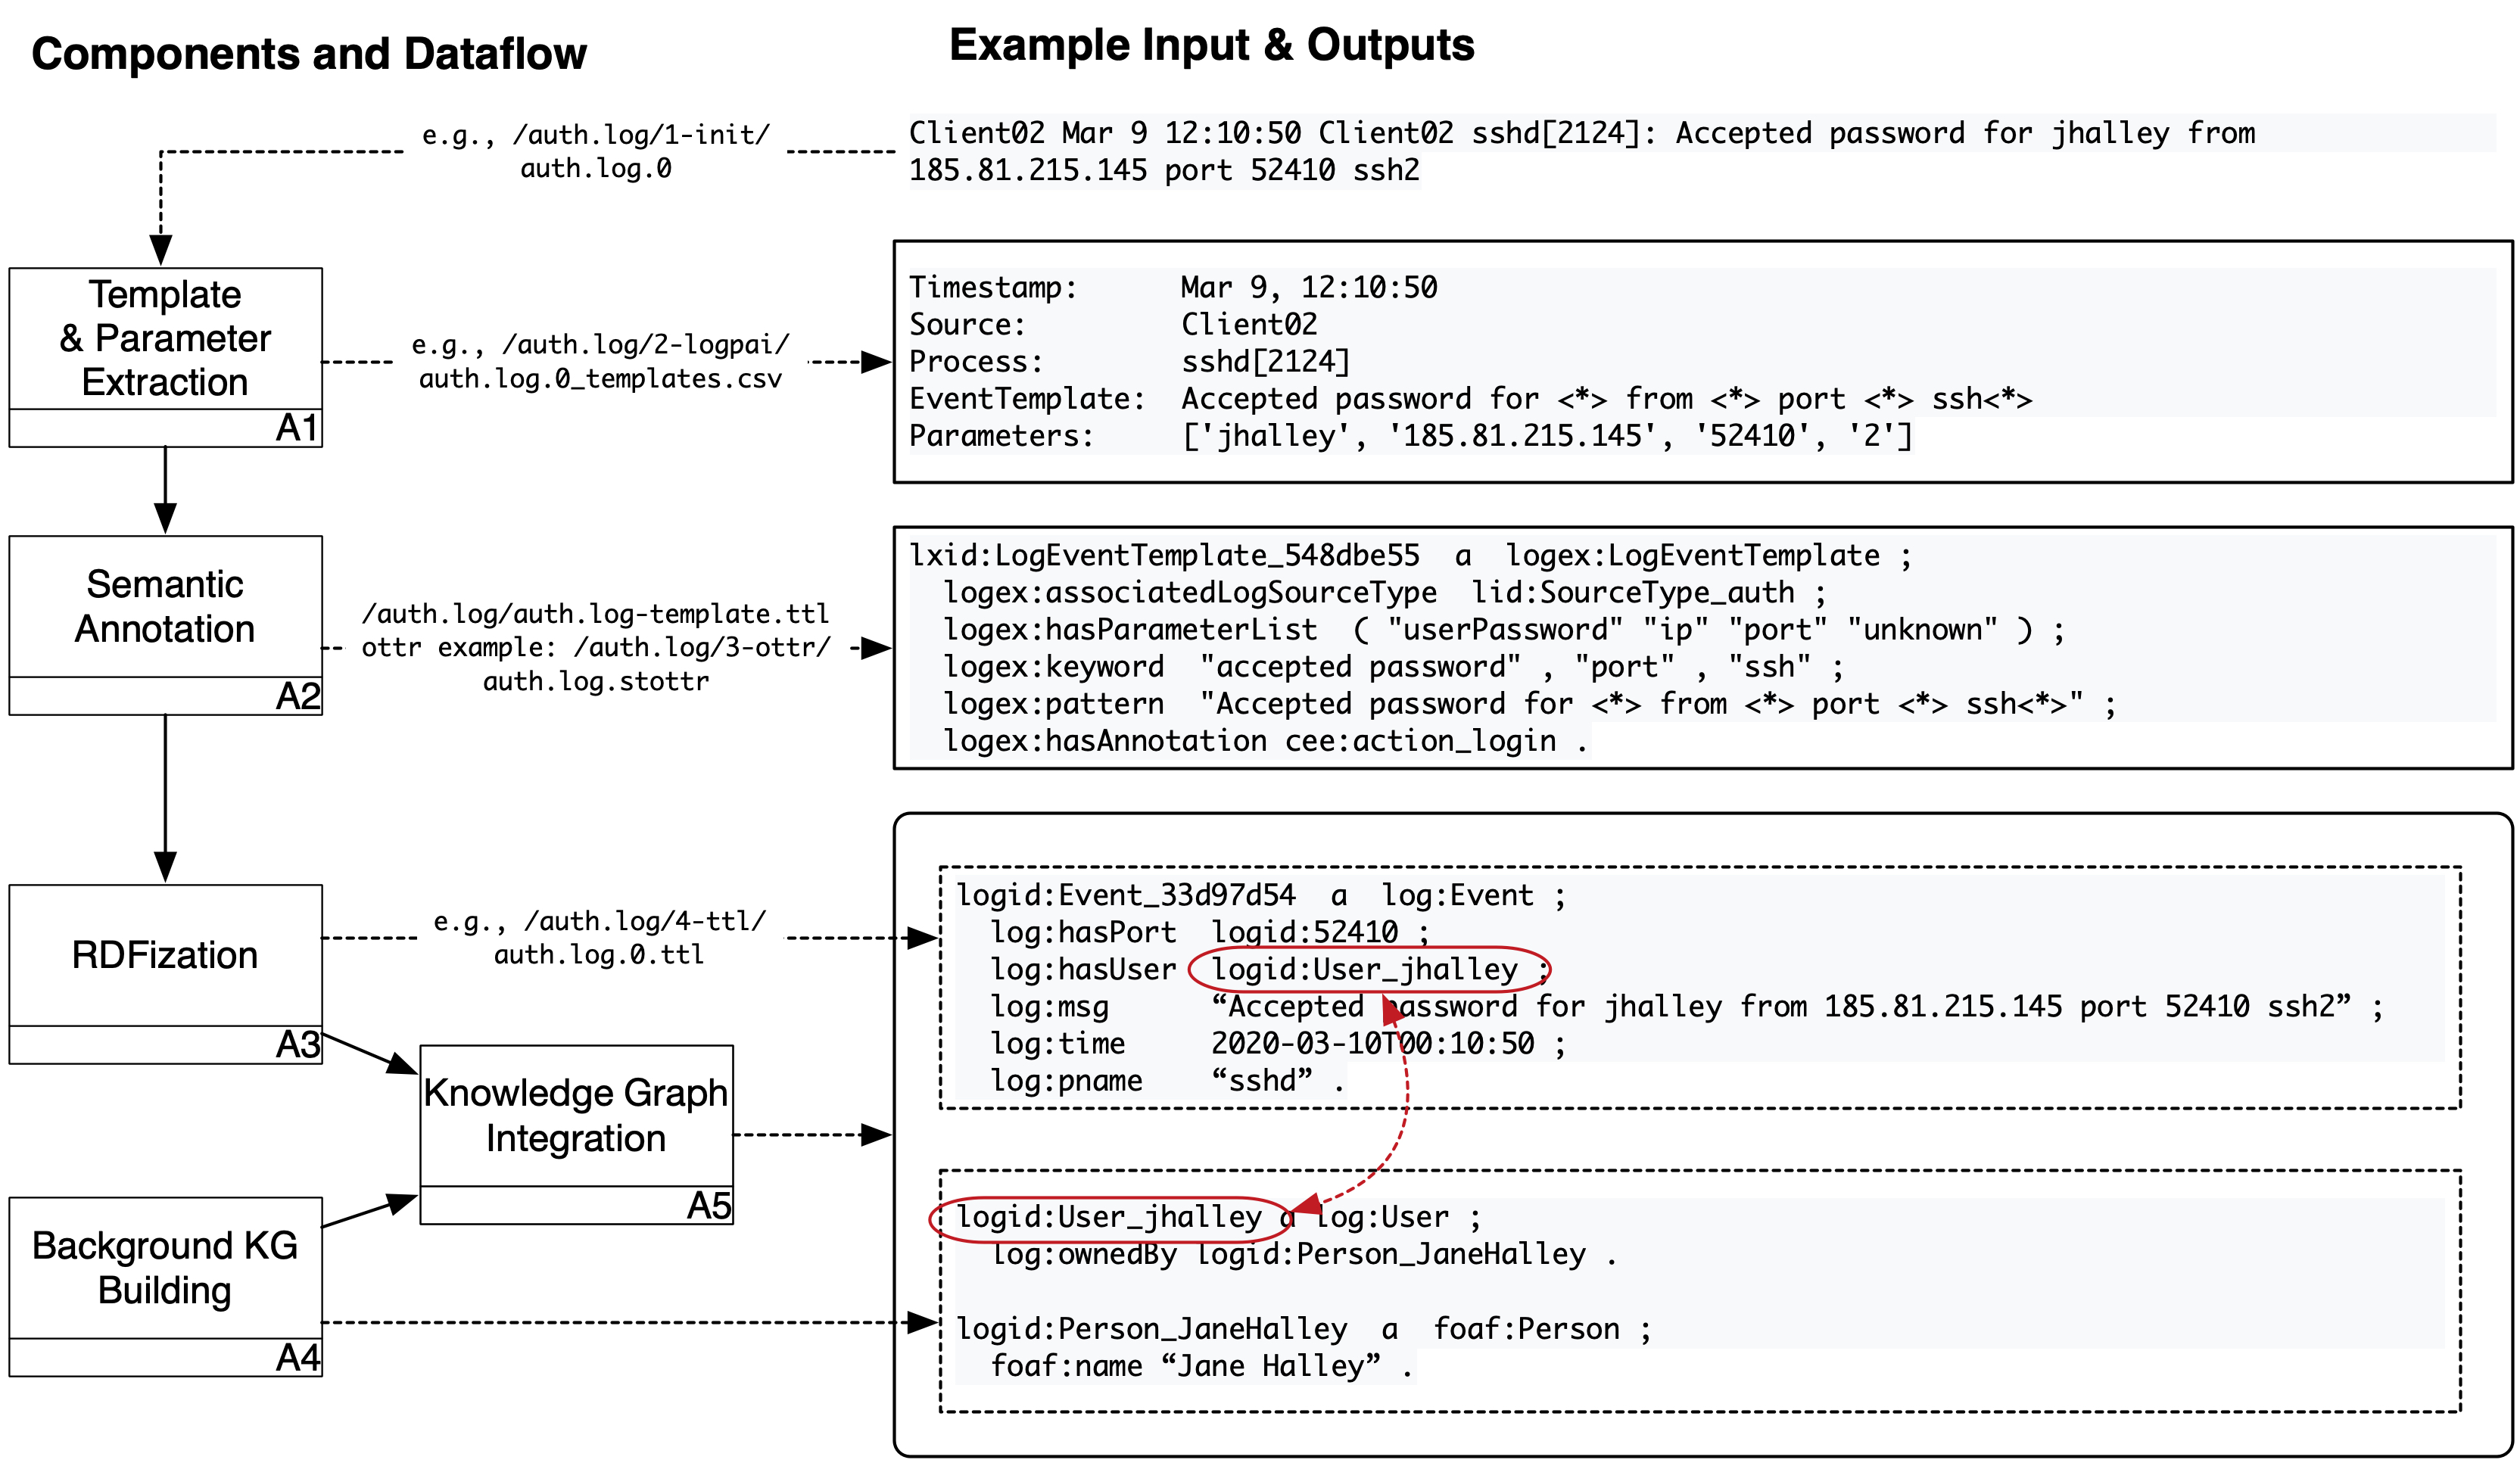 Components and Dataflow
Example Input & Outputs
e.g., /auth.log/1-init/
auth.log.0
Client02 Mar 9 12:10:50 Client02 sshd[2124]: Accepted password for jhalley from
185.81.215.145 port 52410 ssh2
Template
& Parameter
Extraction
A1
e.g., /auth.log/2-logpai/
auth.log.0_templates.csv
Timestamp: Mar 9, 12:10:50
Source: Client02
Process: sshd[2124]
EventTemplate: Accepted password for <*> from <*> port <*> ssh<*>
Parameters: ['jhalley', '185.81.215.145', '52410', '2']
Semantic
Annotation
A2
/auth.log/auth.log-template.ttl
ottr example: /auth.log/3-ottr/
auth.log.stottr
lxid:LogEventTemplate_548dbe55 a logex:LogEventTemplate ;
logex:associatedLogSourceType lid:SourceType_auth ;
logex:hasParameterList ( "userPassword" "ip" "port" "unknown" ) ;
logex:keyword "accepted password" , "port" , "ssh" ;
logex:pattern "Accepted password for <*> from <*> port <*> ssh<*>" ;
logex:hasAnnotation cee:action_login .
RDFization
A3
e.g., /auth.log/4-ttl/
auth.log.0.ttl
logid:Event_33d97d54 a log:Event ;
log:hasPort logid:52410 ;
log:hasUser logid:User_jhalley ;
log:msg “Accepted password for jhalley from 185.81.215.145 port 52410 ssh2” ;
log:time 2020-03-10T00:10:50 ;
log:pname “sshd” .
Knowledge Graph
Integration
A5
Background KG
Building
A4
logid:User_jhalley a log:User ;
log:ownedBy logid:Person_JaneHalley .
logid:Person_JaneHalley a foaf:Person ;
foaf:name “Jane Halley” .